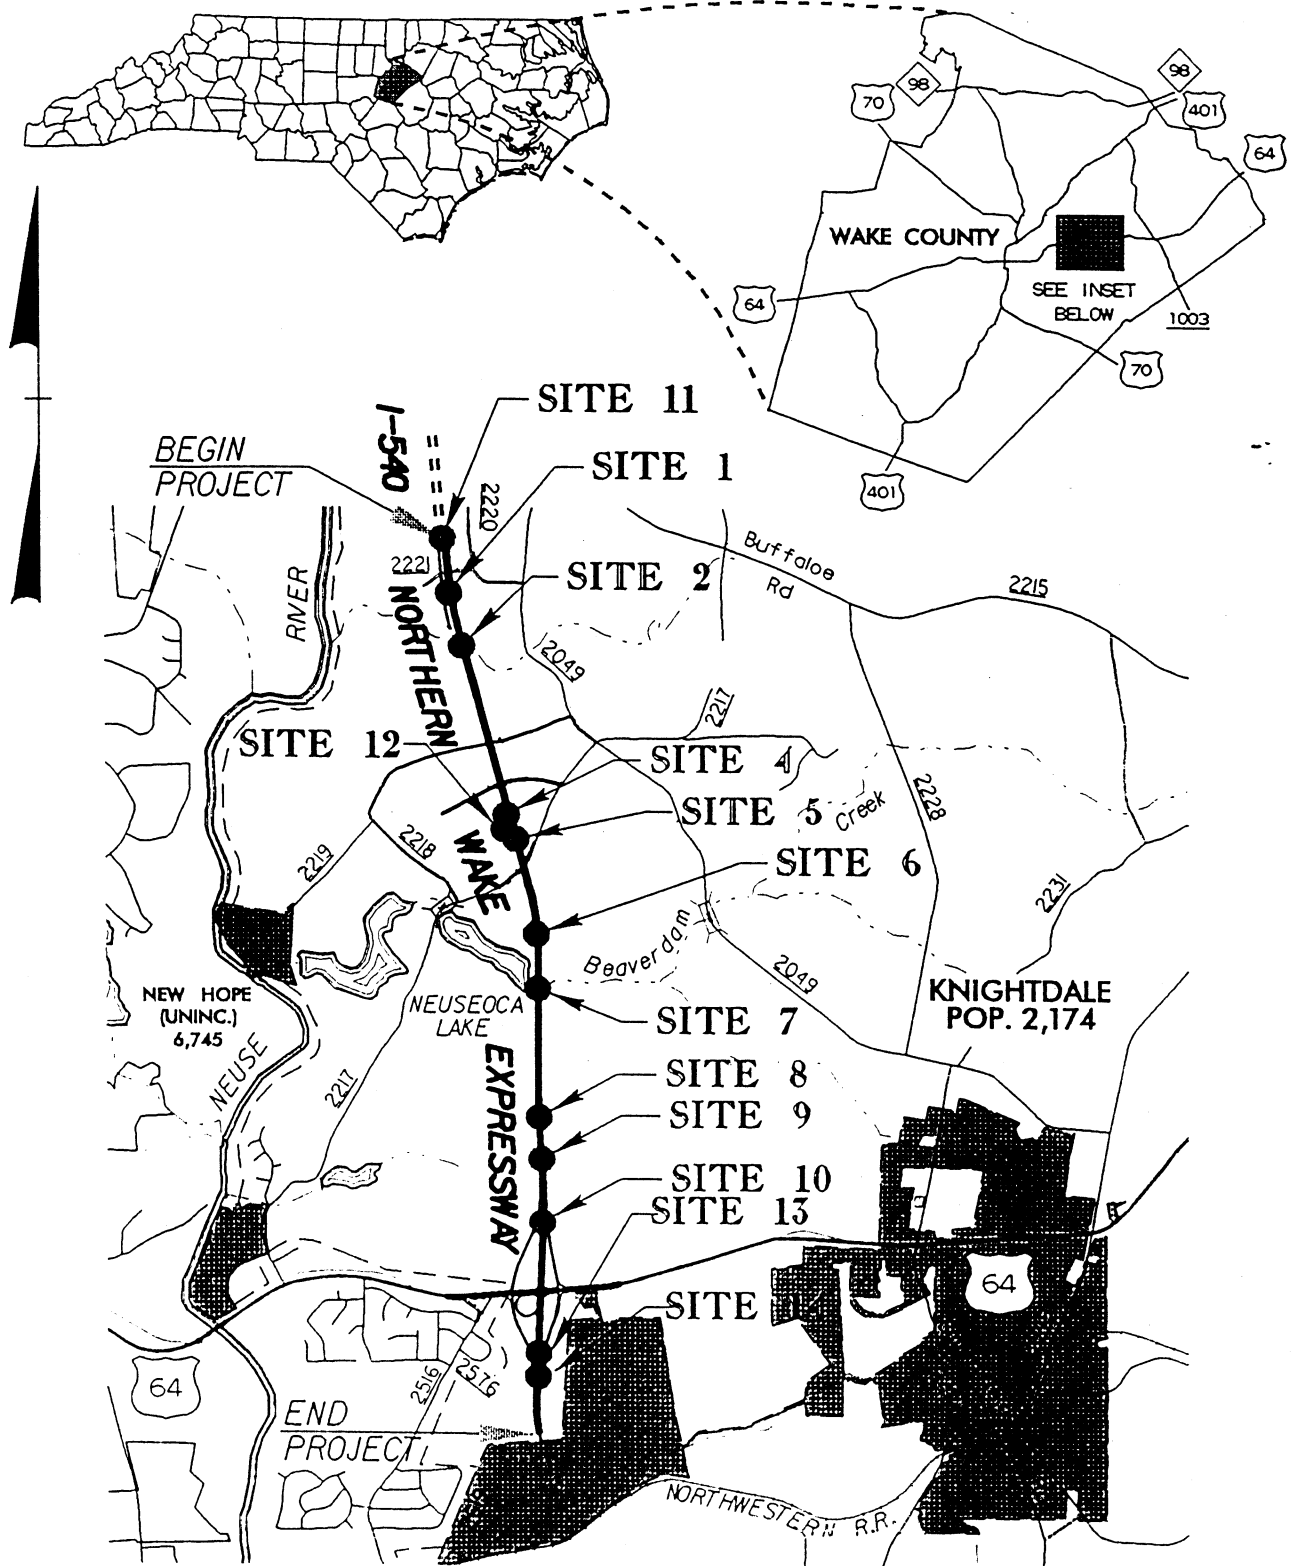 98
98
70
401
64
WAKE COUNTY
SEE INSET
BELOW
64
1003
70
401
SITE 11
I-540
BEGIN
PROJECT
SITE 1
2220
2221
SITE 2
Buffaloe
Rd
2215
RIVER
NORTHERN
2049
2217
SITE 12
SITE 4
SITE 5
Creek
2228
2218
WAKE
SITE 6
2219
2231
Beaverdam
2049
NEW HOPE
(UNINC.)
6,745
NEUSEOCA
LAKE
KNIGHTDALE
POP. 2,174
SITE 7
NEUSE
EXPRESSWAY
SITE 8
2217
SITE 9
SITE 10
SITE 13
64
SITE
64
2516
2576
END
PROJECT
NORTHWESTERN R.R.